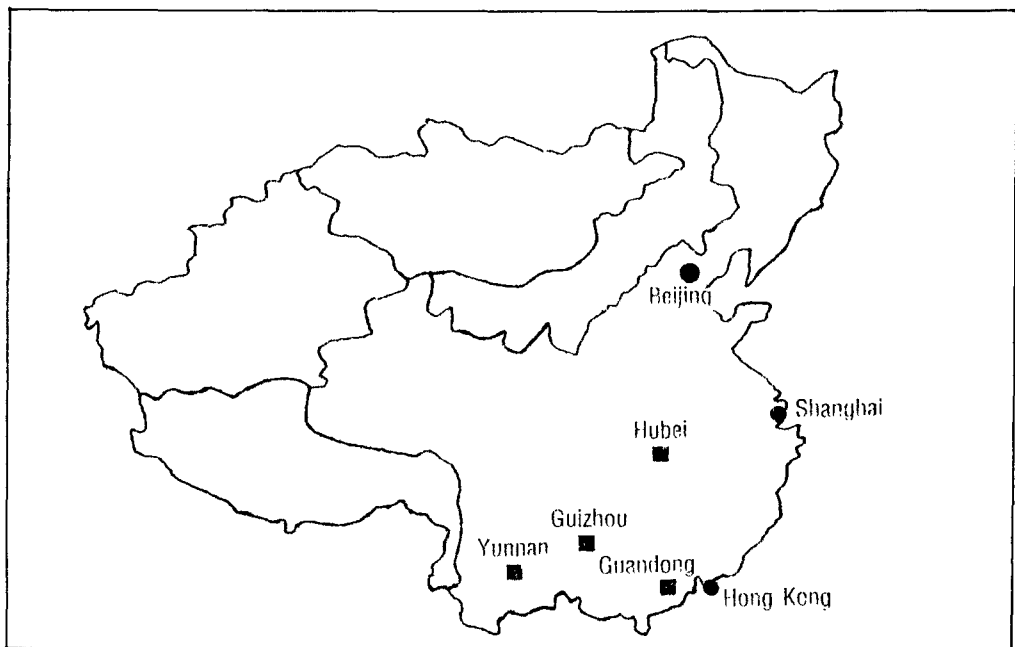 Beijing
Shanghai
Hubei
Guizhou
Yunnan
Guandong
Hong Kong